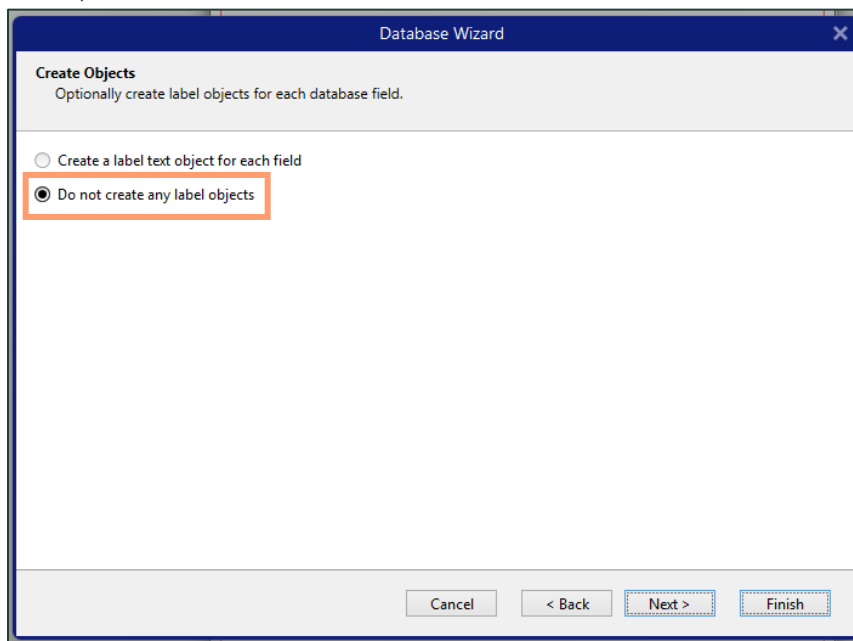 Database Wizard
Create Objects
Optionally create label objects for each database field.
Create a label text object for each field
Do not create any label objects
Cancel
< Back
Next >
Finish